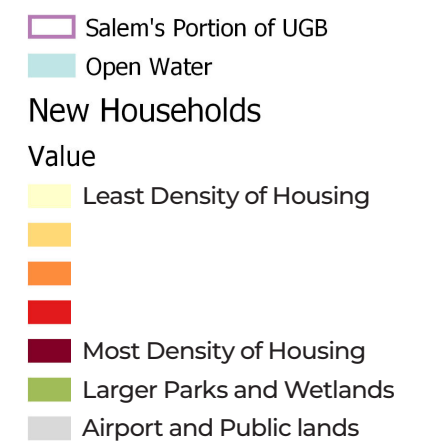 Salem's Portion of UGB
Open Water
New Households
Value
Least Density of Housing
Most Density of Housing
Larger Parks and Wetlands
Airport and Public lands